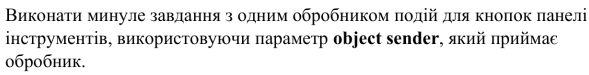 Виконати минуле завдання з одним обробником подій для кнопок панелі
інструментів, використовуючи параметр object sender, який приймає
обробник.